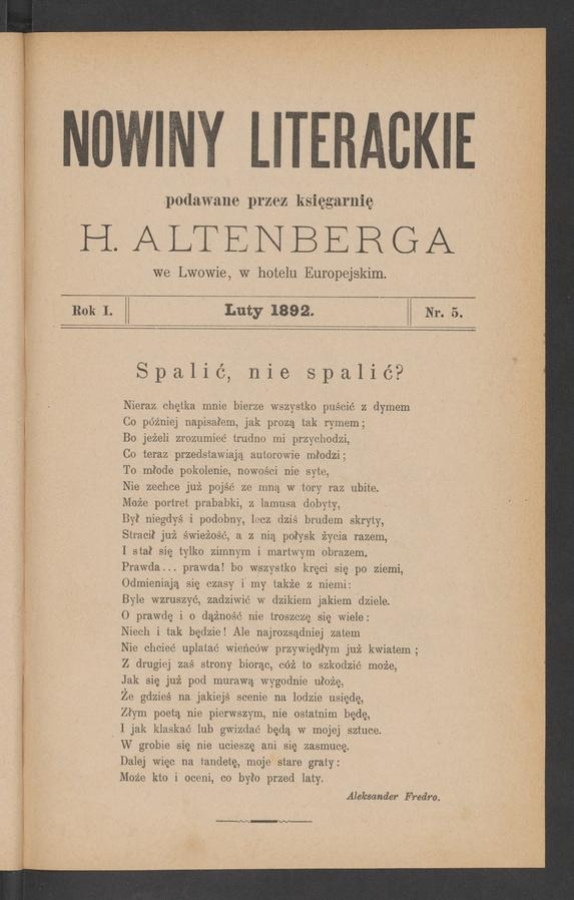 NOWINY LITERACKIE
podawane przez księgarnię
H. ALTENBERGA
we Lwowie, w hotelu Europejskim.
Rok I. Luty 1892. Nr. 5.
Spalić, nie spalić?
Nieraz chętka mnie bierze wszystko puścić z dymem
Co później napisałem, jak prozą tak rymem;
Bo jeżeli zrozumieć trudno mi przychodzi,
Co teraz przedstawiają autorowie młodzi;
To młode pokolenie, nowości nie syte,
Nie zechce już pojść ze mną w tory raz ubite.
Może portret prababki, z lamusa dobyty,
Był niegdyś i podobny, lecz dziś brudem skryty,
Stracił już świeżość, a z nią połysk życia razem,
I stał się tylko zimnym i martwym obrazem.
Prawda... prawda! bo wszystko kręci się po ziemi,
Odmieniają się czasy i my także z niemi:
Byle wzruszyć, zadziwić w dzikiem jakiem dziele.
O prawdę i o dążność nie troszczę się wiele:
Niech i tak będzie! Ale najrozsądniej zatem
Nie chcieć uplatać wieńców przywiędłym już kwiatem;
Z drugiej zaś strony biorąc, cóż to szkodzić może,
Jak się już pod murawą wygodnie ułożę,
Że gdzieś na jakiejś scenie na lodzie usiędę,
Złym poetą nie pierwszym, nie ostatnim będę,
I jak klaskać lub gwizdać będą w mojej sztuce.
W grobie się nie ucieszę ani się zasmucę.
Dalej więc na tandetę, moje stare graty:
Może kto i oceni, co było przed laty.
Aleksander Fredro.